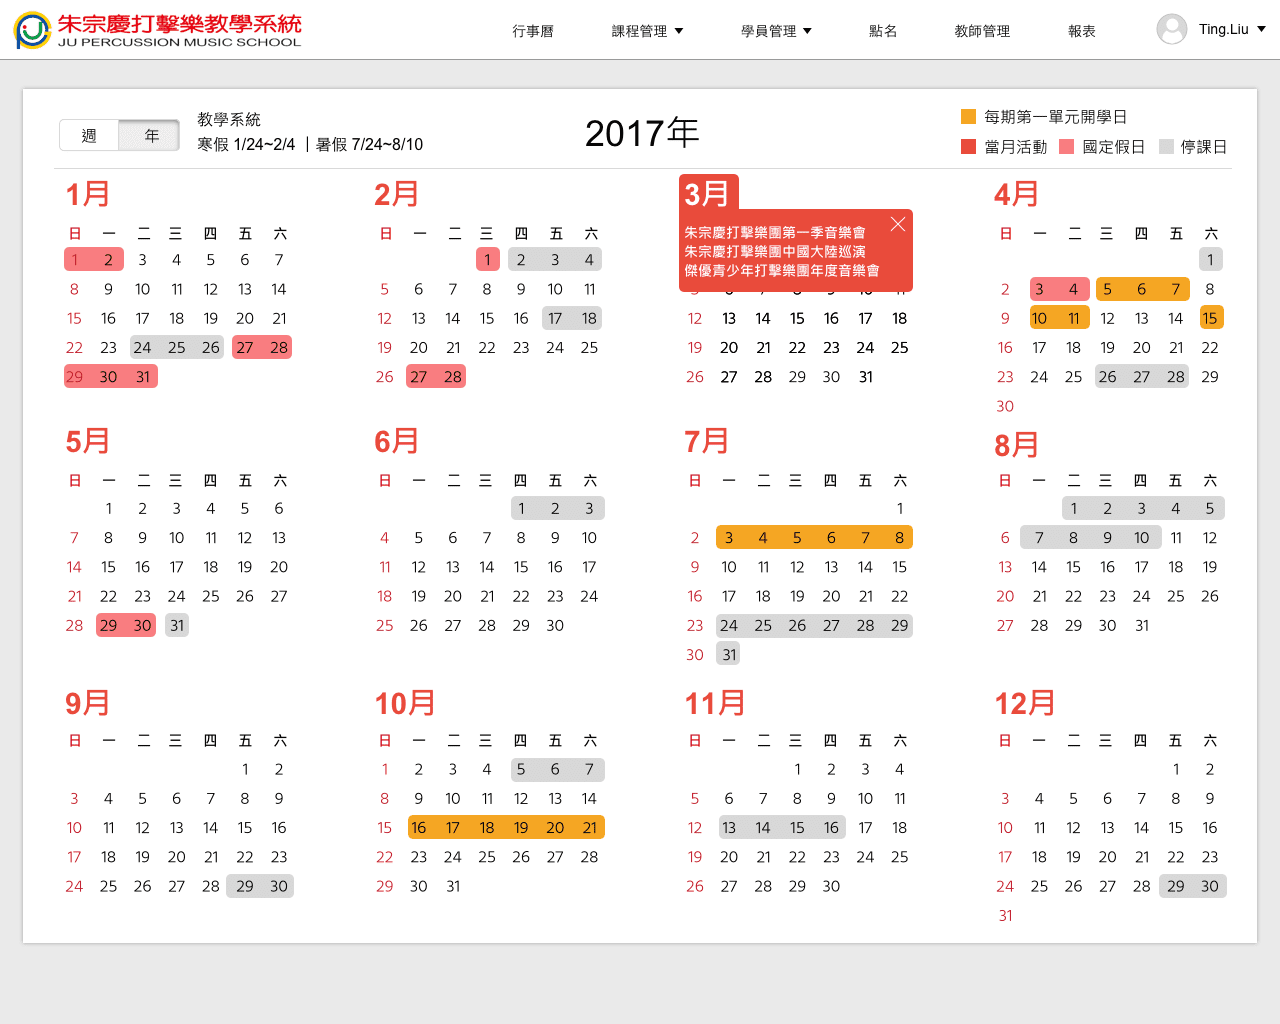 朱宗慶打擊樂教學系統
JU PERCUSSION MUSIC SCHOOL
行事曆 課程管理 學員管理 點名 教師管理 報表 Ting.Liu
週 年
教學系統
寒假 1/24~2/4 | 暑假 7/24~8/10
2017年
每期第一單元開學日
當月活動 國定假日 停課日
1月
日 一 二 三 四 五 六
1 2 3 4 5 6 7
8 9 10 11 12 13 14
15 16 17 18 19 20 21
22 23 24 25 26 27 28
29 30 31
2月
日 一 二 三 四 五 六
1 2 3 4
5 6 7 8 9 10 11
12 13 14 15 16 17 18
19 20 21 22 23 24 25
26 27 28
3月
朱宗慶打擊樂團第一季音樂會
朱宗慶打擊樂團中國大陸巡演
傑優青少年打擊樂團年度音樂會
12 13 14 15 16 17 18
19 20 21 22 23 24 25
26 27 28 29 30 31
4月
日 一 二 三 四 五 六
1
2 3 4 5 6 7 8
9 10 11 12 13 14 15
16 17 18 19 20 21 22
23 24 25 26 27 28 29
30
5月
日 一 二 三 四 五 六
1 2 3 4 5 6
7 8 9 10 11 12 13
14 15 16 17 18 19 20
21 22 23 24 25 26 27
28 29 30 31
6月
日 一 二 三 四 五 六
1 2 3
4 5 6 7 8 9 10
11 12 13 14 15 16 17
18 19 20 21 22 23 24
25 26 27 28 29 30
7月
日 一 二 三 四 五 六
1
2 3 4 5 6 7 8
9 10 11 12 13 14 15
16 17 18 19 20 21 22
23 24 25 26 27 28 29
30 31
8月
日 一 二 三 四 五 六
1 2 3 4 5
6 7 8 9 10 11 12
13 14 15 16 17 18 19
20 21 22 23 24 25 26
27 28 29 30 31
9月
日 一 二 三 四 五 六
1 2
3 4 5 6 7 8 9
10 11 12 13 14 15 16
17 18 19 20 21 22 23
24 25 26 27 28 29 30
10月
日 一 二 三 四 五 六
1 2 3 4 5 6 7
8 9 10 11 12 13 14
15 16 17 18 19 20 21
22 23 24 25 26 27 28
29 30 31
11月
日 一 二 三 四 五 六
1 2 3 4
5 6 7 8 9 10 11
12 13 14 15 16 17 18
19 20 21 22 23 24 25
26 27 28 29 30
12月
日 一 二 三 四 五 六
1 2
3 4 5 6 7 8 9
10 11 12 13 14 15 16
17 18 19 20 21 22 23
24 25 26 27 28 29 30
31